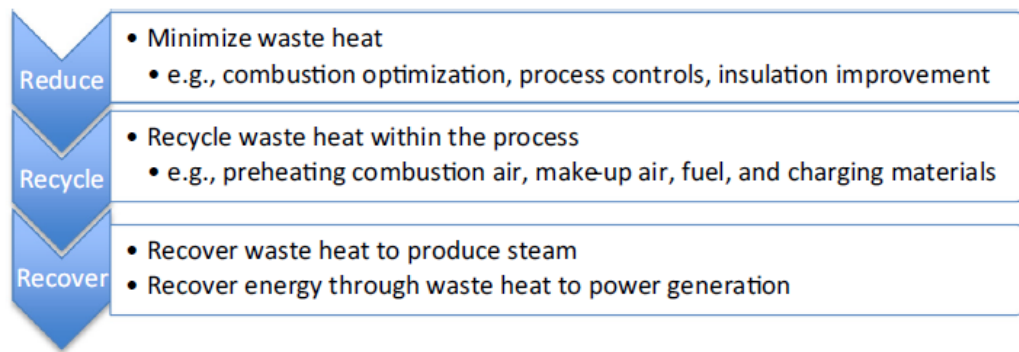 Reduce
• Minimize waste heat
• e.g., combustion optimization, process controls, insulation improvement
Recycle
• Recycle waste heat within the process
• e.g., preheating combustion air, make-up air, fuel, and charging materials
Recover
• Recover waste heat to produce steam
• Recover energy through waste heat to power generation